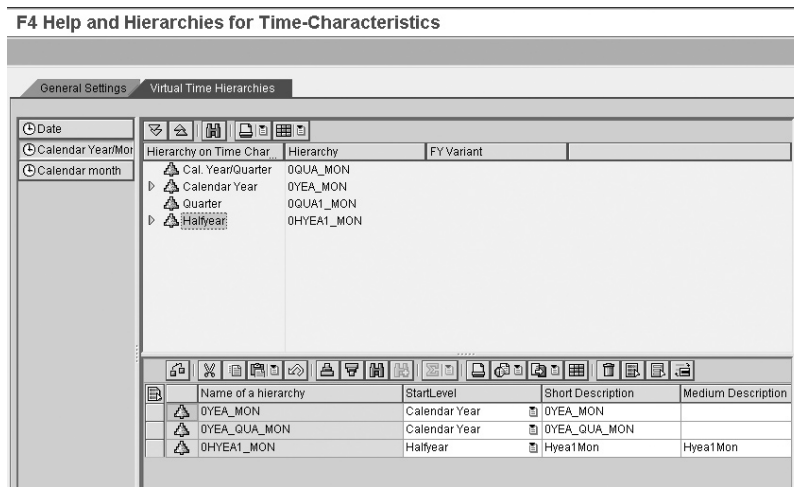 F4 Help and Hierarchies for Time-Characteristics
General Settings Virtual Time Hierarchies
Date
Calendar Year/Mor
Calendar month
Hierarchy on Time Char... Hierarchy FY Variant
Cal. Year/Quarter 0QUA_MON
Calendar Year 0YEA_MON
Quarter 0QUA1_MON
Halfyear 0HYEA1_MON
Name of a hierarchy StartLevel Short Description Medium Description
0YEA_MON Calendar Year 0YEA_MON
0YEA_QUA_MON Calendar Year 0YEA_QUA_MON
0HYEA1_MON Halfyear Hyea1Mon Hyea1Mon